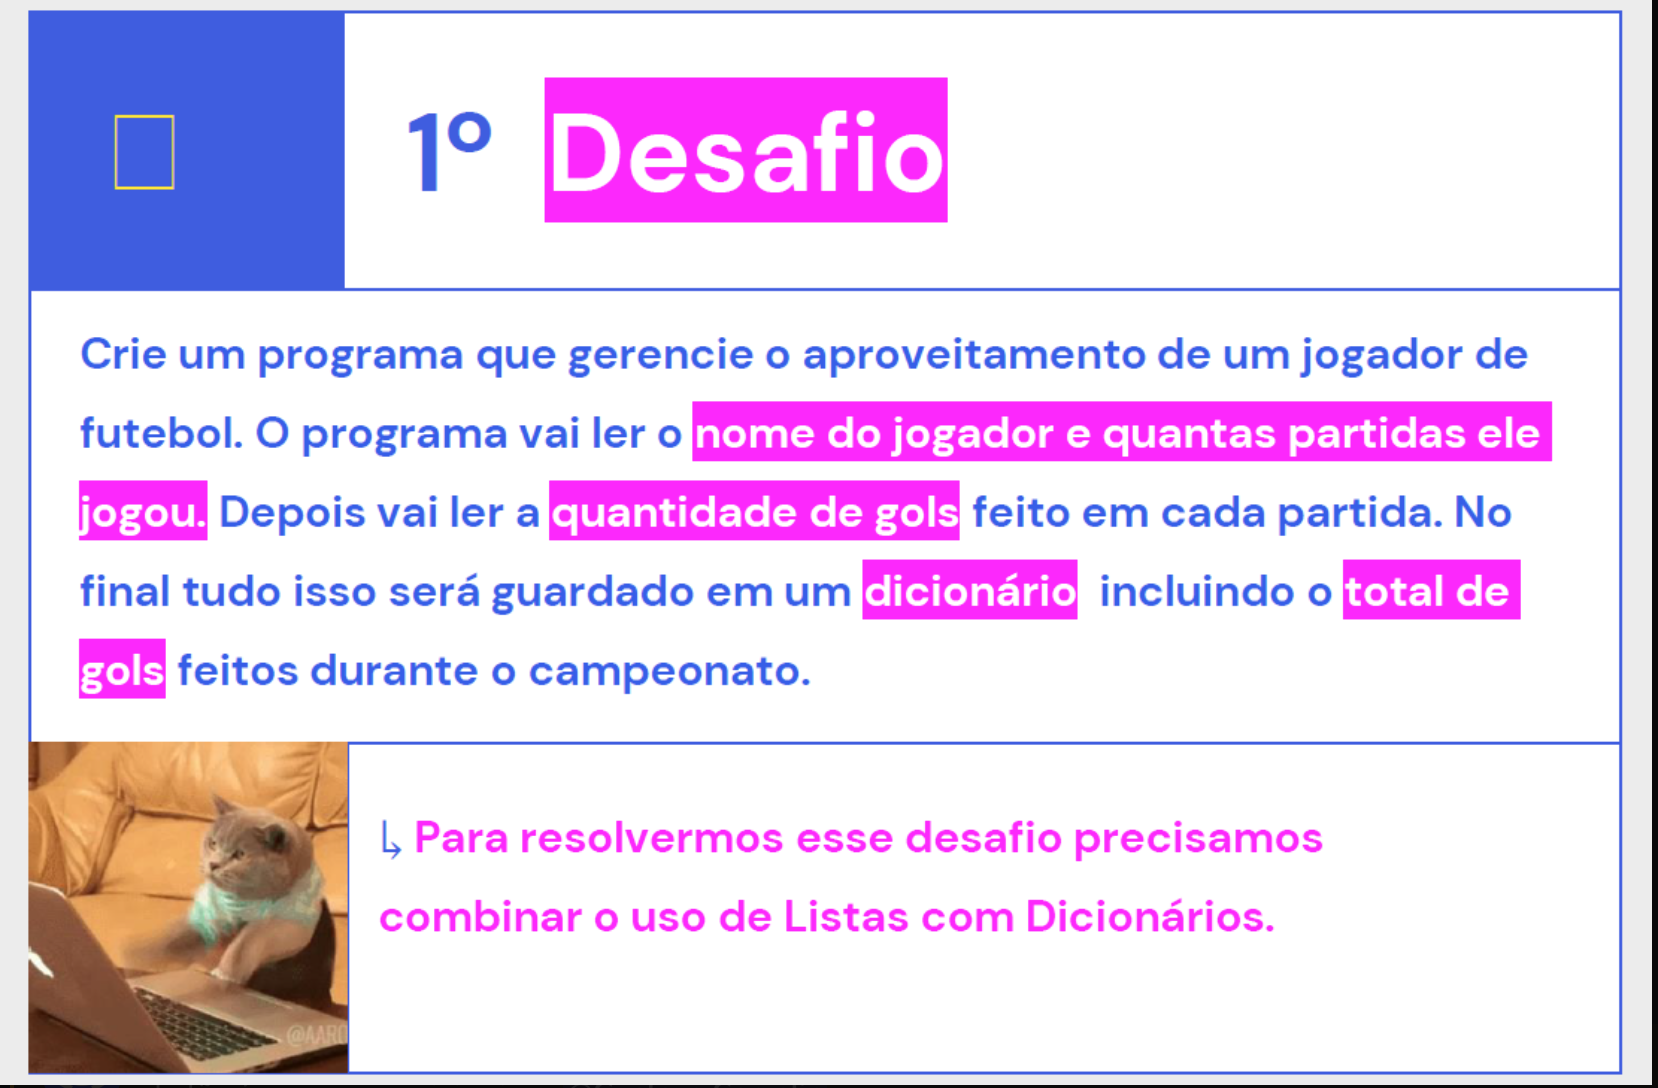 1º Desafio
Crie um programa que gerencie o aproveitamento de um jogador de
futebol. O programa vai ler o nome do jogador e quantas partidas ele
jogou. Depois vai ler a quantidade de gols feito em cada partida. No
final tudo isso será guardado em um dicionário incluindo o total de
gols feitos durante o campeonato.
↳ Para resolvermos esse desafio precisamos
combinar o uso de Listas com Dicionários.